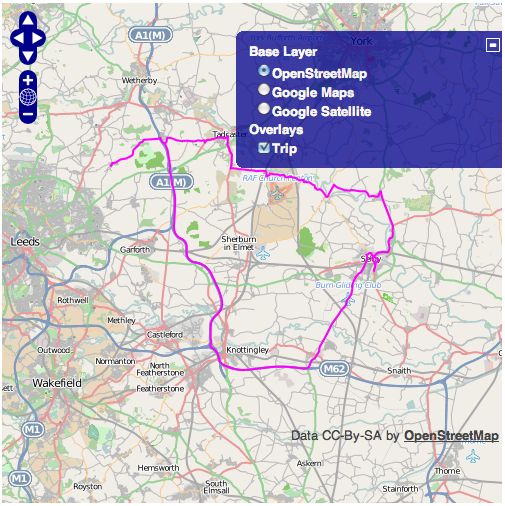 A1(M)
York
Base Layer
OpenStreetMap
Google Maps
Google Satellite
Overlays
Trip
Wetherby
Tadcaster
RAF Church Fenton
A1(M)
Leeds
Sherburn
in Elmet
Garforth
Selby
Burn Gliding Club
Rothwell
Methley
Castleford
Outwood
Normanton
North
Featherstone
Knottingley
M62
Snaith
Wakefield
Featherstone
M1
Data CC-By-SA by OpenStreetMap
Hemsworth
Askern
M1
Royston
South
Elmsall
Stainforth
Thorne